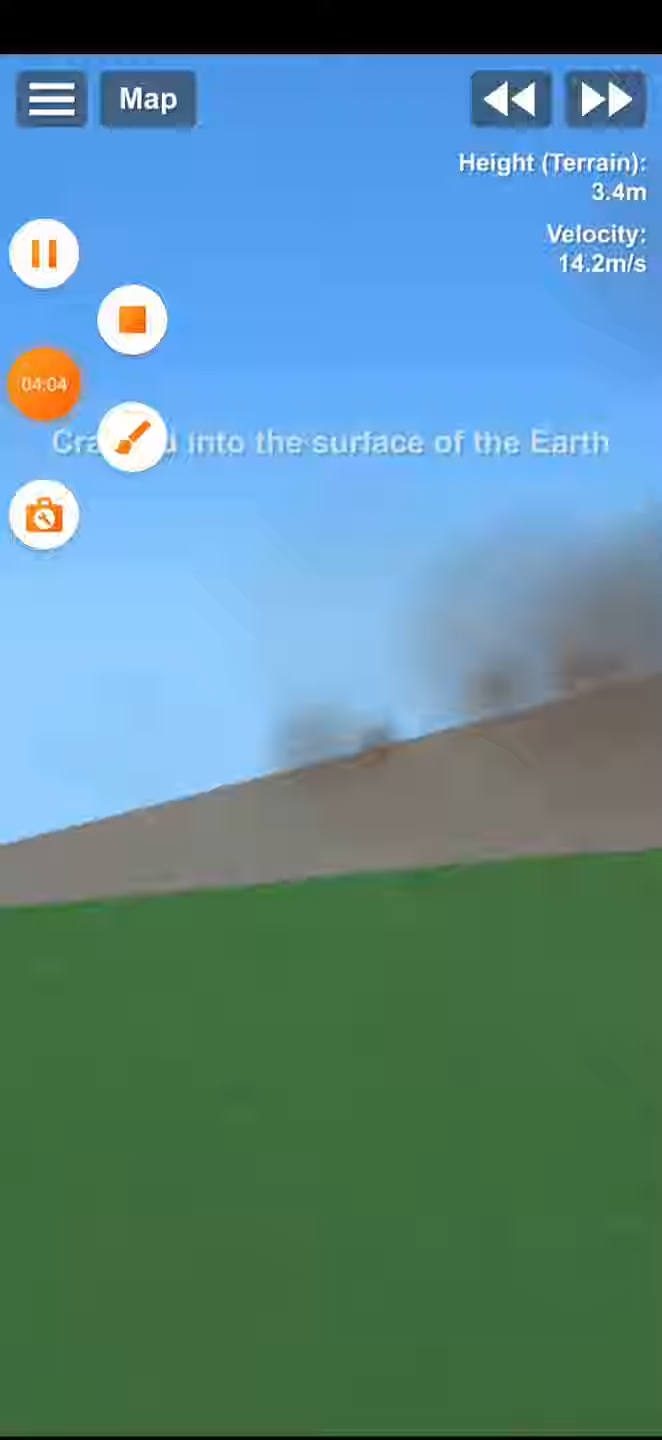 Map
Height (Terrain):
3.4m
Velocity:
14.2m/s
04:04
into the surface of the Earth